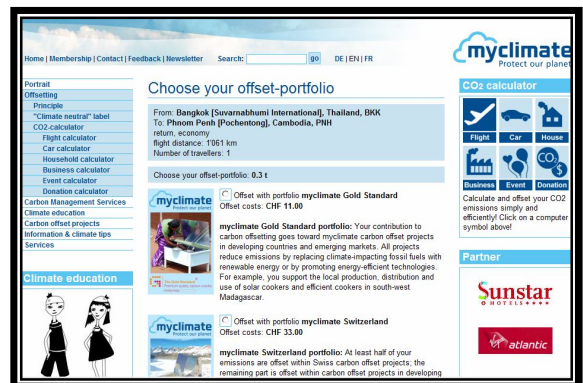 myclimate
Protect our planet
Home | Membership | Contact | Feedback | Newsletter Search: go DE | EN | FR
Portrait
Offsetting
Principle
"Climate neutral" label
CO2-calculator
Flight calculator
Car calculator
Household calculator
Business calculator
Event calculator
Donation calculator
Carbon Management Services
Climate education
Carbon offset projects
Information & climate tips
Services
Climate education
Choose your offset-portfolio
From: Bangkok [Suvarnabhumi International], Thailand, BKK
To: Phnom Penh [Pochentong], Cambodia, PNH
return, economy
flight distance: 1'061 km
Number of travellers: 1
Choose your offset-portfolio: 0.3 t
myclimate
Protect our planet
Offset with portfolio myclimate Gold Standard
Offset costs: CHF 11.00
myclimate Gold Standard portfolio: Your contribution to
carbon offsetting goes toward myclimate carbon offset projects
in developing countries and emerging markets. All projects
reduce emissions by replacing climate-impacting fossil fuels with
renewable energy or by promoting energy-efficient technologies.
For example, you support the local production, distribution and
use of solar cookers and efficient cookers in south-west
Madagascar.
myclimate
Protect our planet
Offset with portfolio myclimate Switzerland
Offset costs: CHF 33.00
myclimate Switzerland portfolio: At least half of your
emissions are offset within Swiss carbon offset projects; the
remaining part is offset within carbon offset projects in developing
CO2 calculator
Flight Car House
CO2
Business Event Donation
Calculate and offset your CO2
emissions simply and
efficiently! Click on a computer
symbol above!
Partner
Sunstar
HOTELS
atlantic